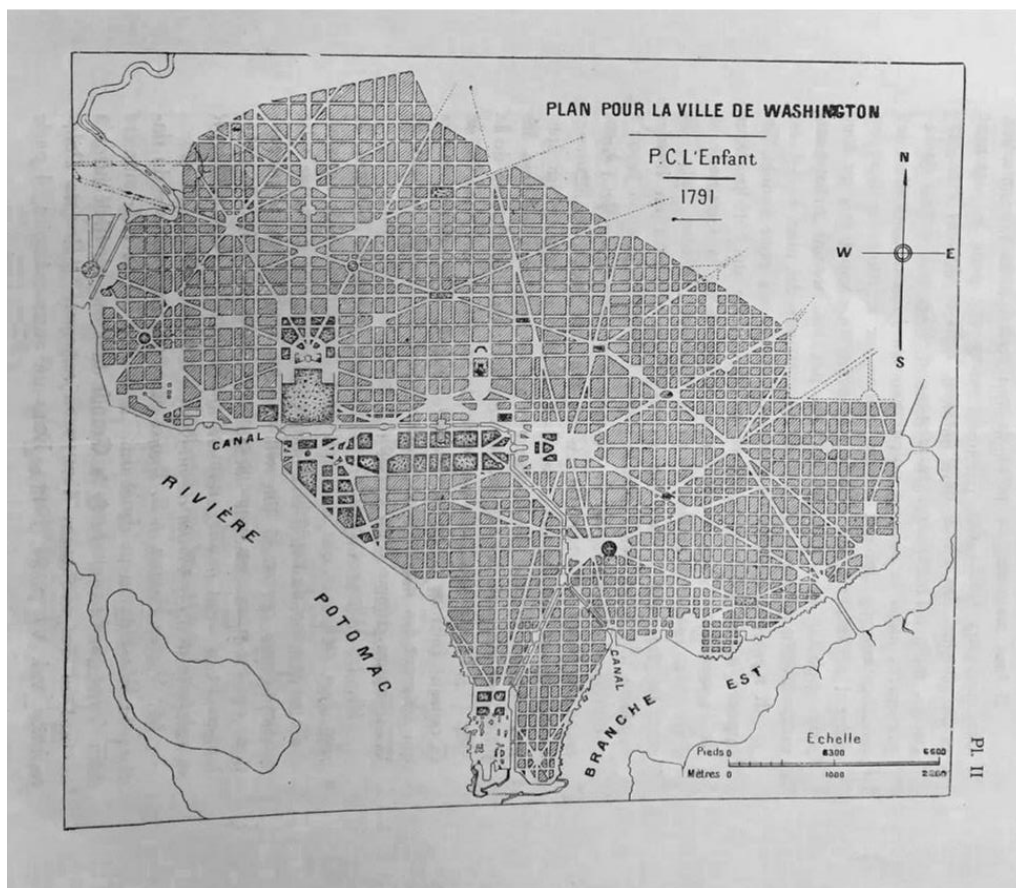 PLAN POUR LA VILLE DE WASHINGTON
P.C L'Enfant
1791
N
W
E
S
CANAL
RIVIÈRE
POTOMAC
CANAL
BRANCHE
EST
Echelle
Pieds 0
Mètres 0 1000
Pl. II